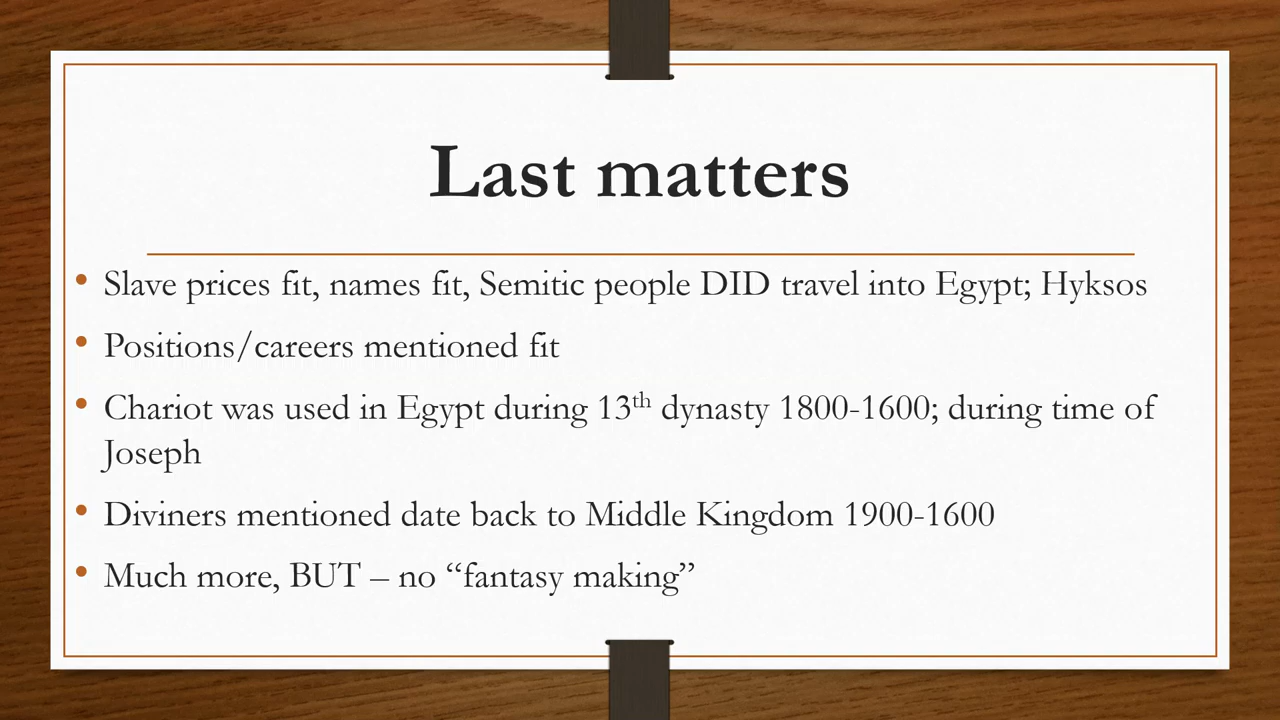 Last matters
• Slave prices fit, names fit, Semitic people DID travel into Egypt; Hyksos
• Positions/careers mentioned fit
• Chariot was used in Egypt during 13th dynasty 1800-1600; during time of
Joseph
• Diviners mentioned date back to Middle Kingdom 1900-1600
• Much more, BUT – no “fantasy making”